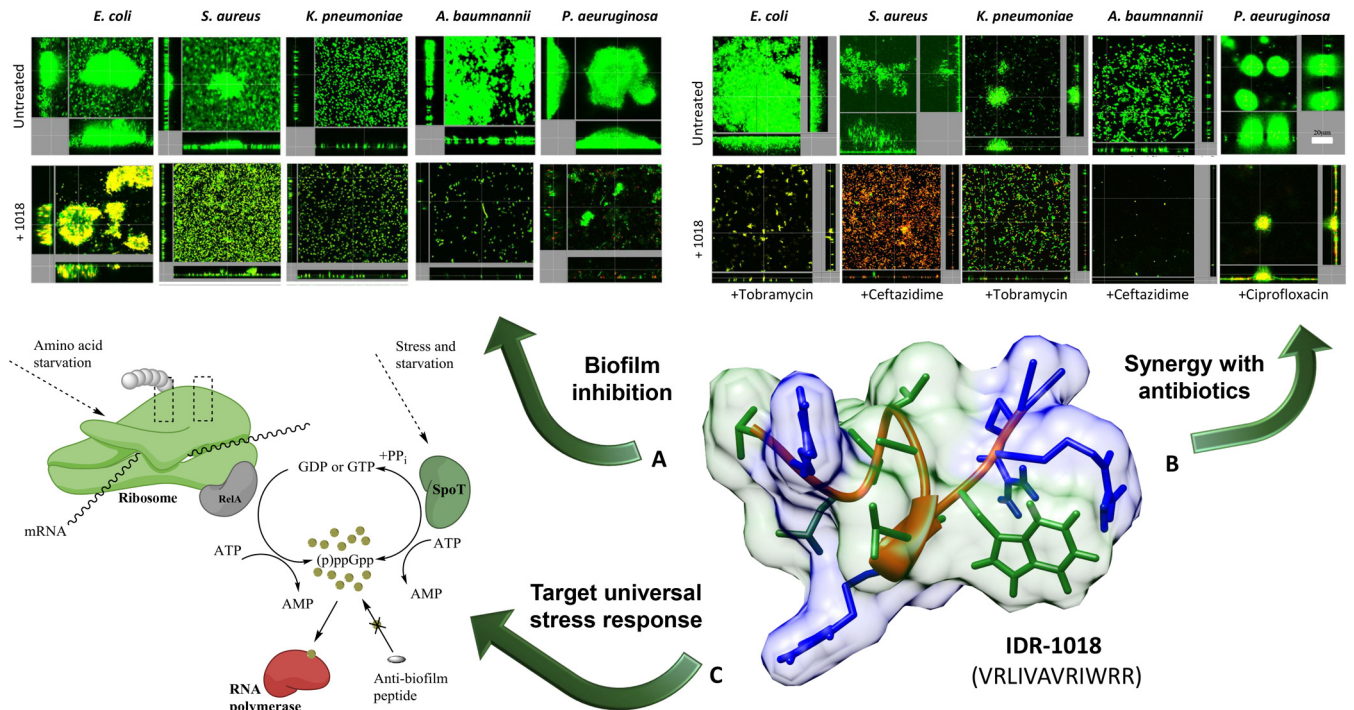 E. coli
S. aureus
K. pneumoniae
A. baumnannii
P. aeuruginosa
Untreated
+ 1018
E. coli
S. aureus
K. pneumoniae
A. baumnannii
P. aeuruginosa
Untreated
20µm
+ 1018
+Tobramycin
+Ceftazidime
+Tobramycin
+Ceftazidime
+Ciprofloxacin
Amino acid
starvation
Stress and
starvation
Ribosome
RelA
mRNA
GDP or GTP
+PPi
SpoT
ATP
ATP
(p)ppGpp
AMP
AMP
RNA
polymerase
Anti-biofilm
peptide
Biofilm
inhibition
A
Synergy with
antibiotics
B
Target universal
stress response
C
IDR-1018
(VRLIVAVRIWRR)